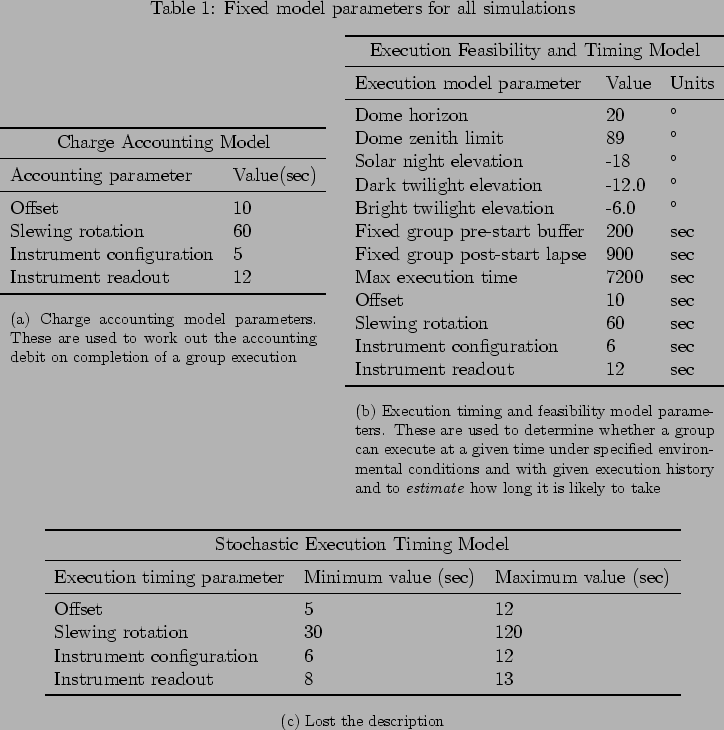 Table 1: Fixed model parameters for all simulations
Charge Accounting Model
Accounting parameter Value(sec)
Offset 10
Slewing rotation 60
Instrument configuration 5
Instrument readout 12
(a) Charge accounting model parameters.
These are used to work out the accounting
debit on completion of a group execution
Execution Feasibility and Timing Model
Execution model parameter Value Units
Dome horizon 20 °
Dome zenith limit 89 °
Solar night elevation -18 °
Dark twilight elevation -12.0 °
Bright twilight elevation -6.0 °
Fixed group pre-start buffer 200 sec
Fixed group post-start lapse 900 sec
Max execution time 7200 sec
Offset 10 sec
Slewing rotation 60 sec
Instrument configuration 6 sec
Instrument readout 12 sec
(b) Execution timing and feasibility model parame-
ters. These are used to determine whether a group
can execute at a given time under specified environ-
mental conditions and with given execution history
and to estimate how long it is likely to take
Stochastic Execution Timing Model
Execution timing parameter Minimum value (sec) Maximum value (sec)
Offset 5 12
Slewing rotation 30 120
Instrument configuration 6 12
Instrument readout 8 13
(c) Lost the description